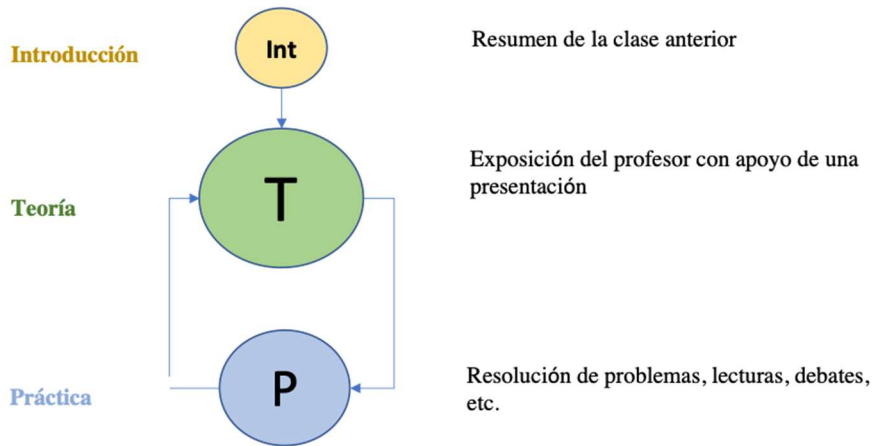 Introducción
Int
Resumen de la clase anterior
Teoría
T
Exposición del profesor con apoyo de una
presentación
Práctica
P
Resolución de problemas, lecturas, debates,
etc.